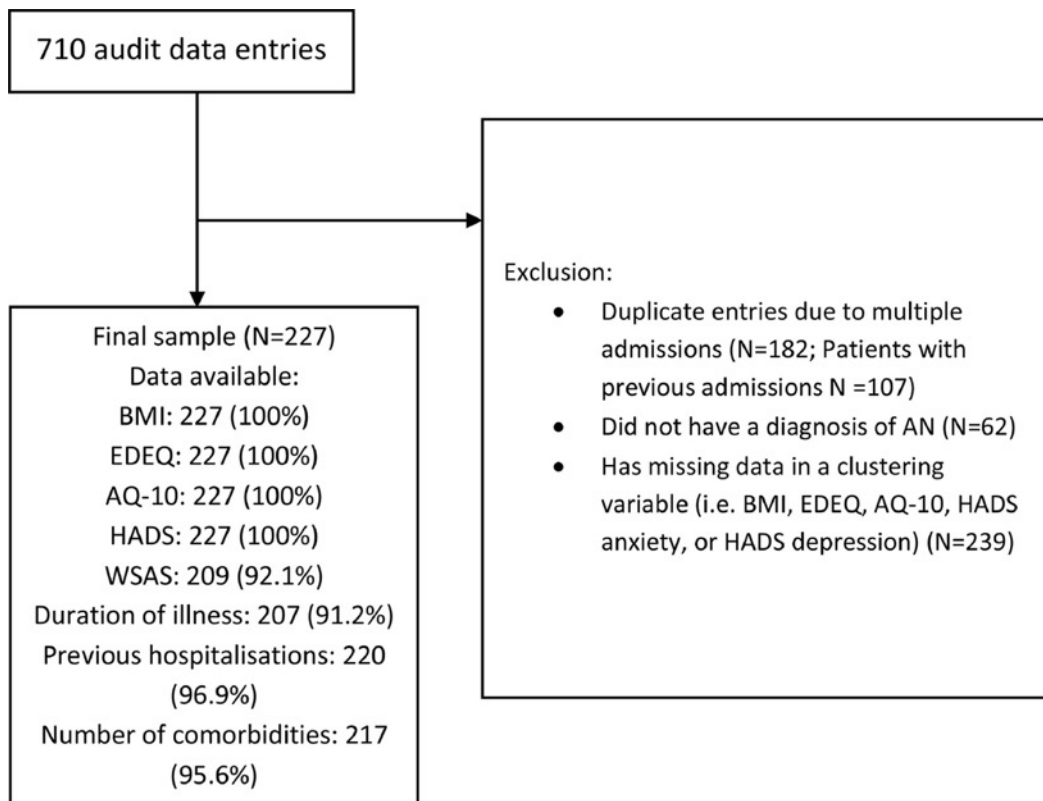 710 audit data entries
Exclusion:
• Duplicate entries due to multiple
admissions (N=182; Patients with
previous admissions N =107)
• Did not have a diagnosis of AN (N=62)
• Has missing data in a clustering
variable (i.e. BMI, EDEQ, AQ-10, HADS
anxiety, or HADS depression) (N=239)
Final sample (N=227)
Data available:
BMI: 227 (100%)
EDEQ: 227 (100%)
AQ-10: 227 (100%)
HADS: 227 (100%)
WSAS: 209 (92.1%)
Duration of illness: 207 (91.2%)
Previous hospitalisations: 220
(96.9%)
Number of comorbidities: 217
(95.6%)